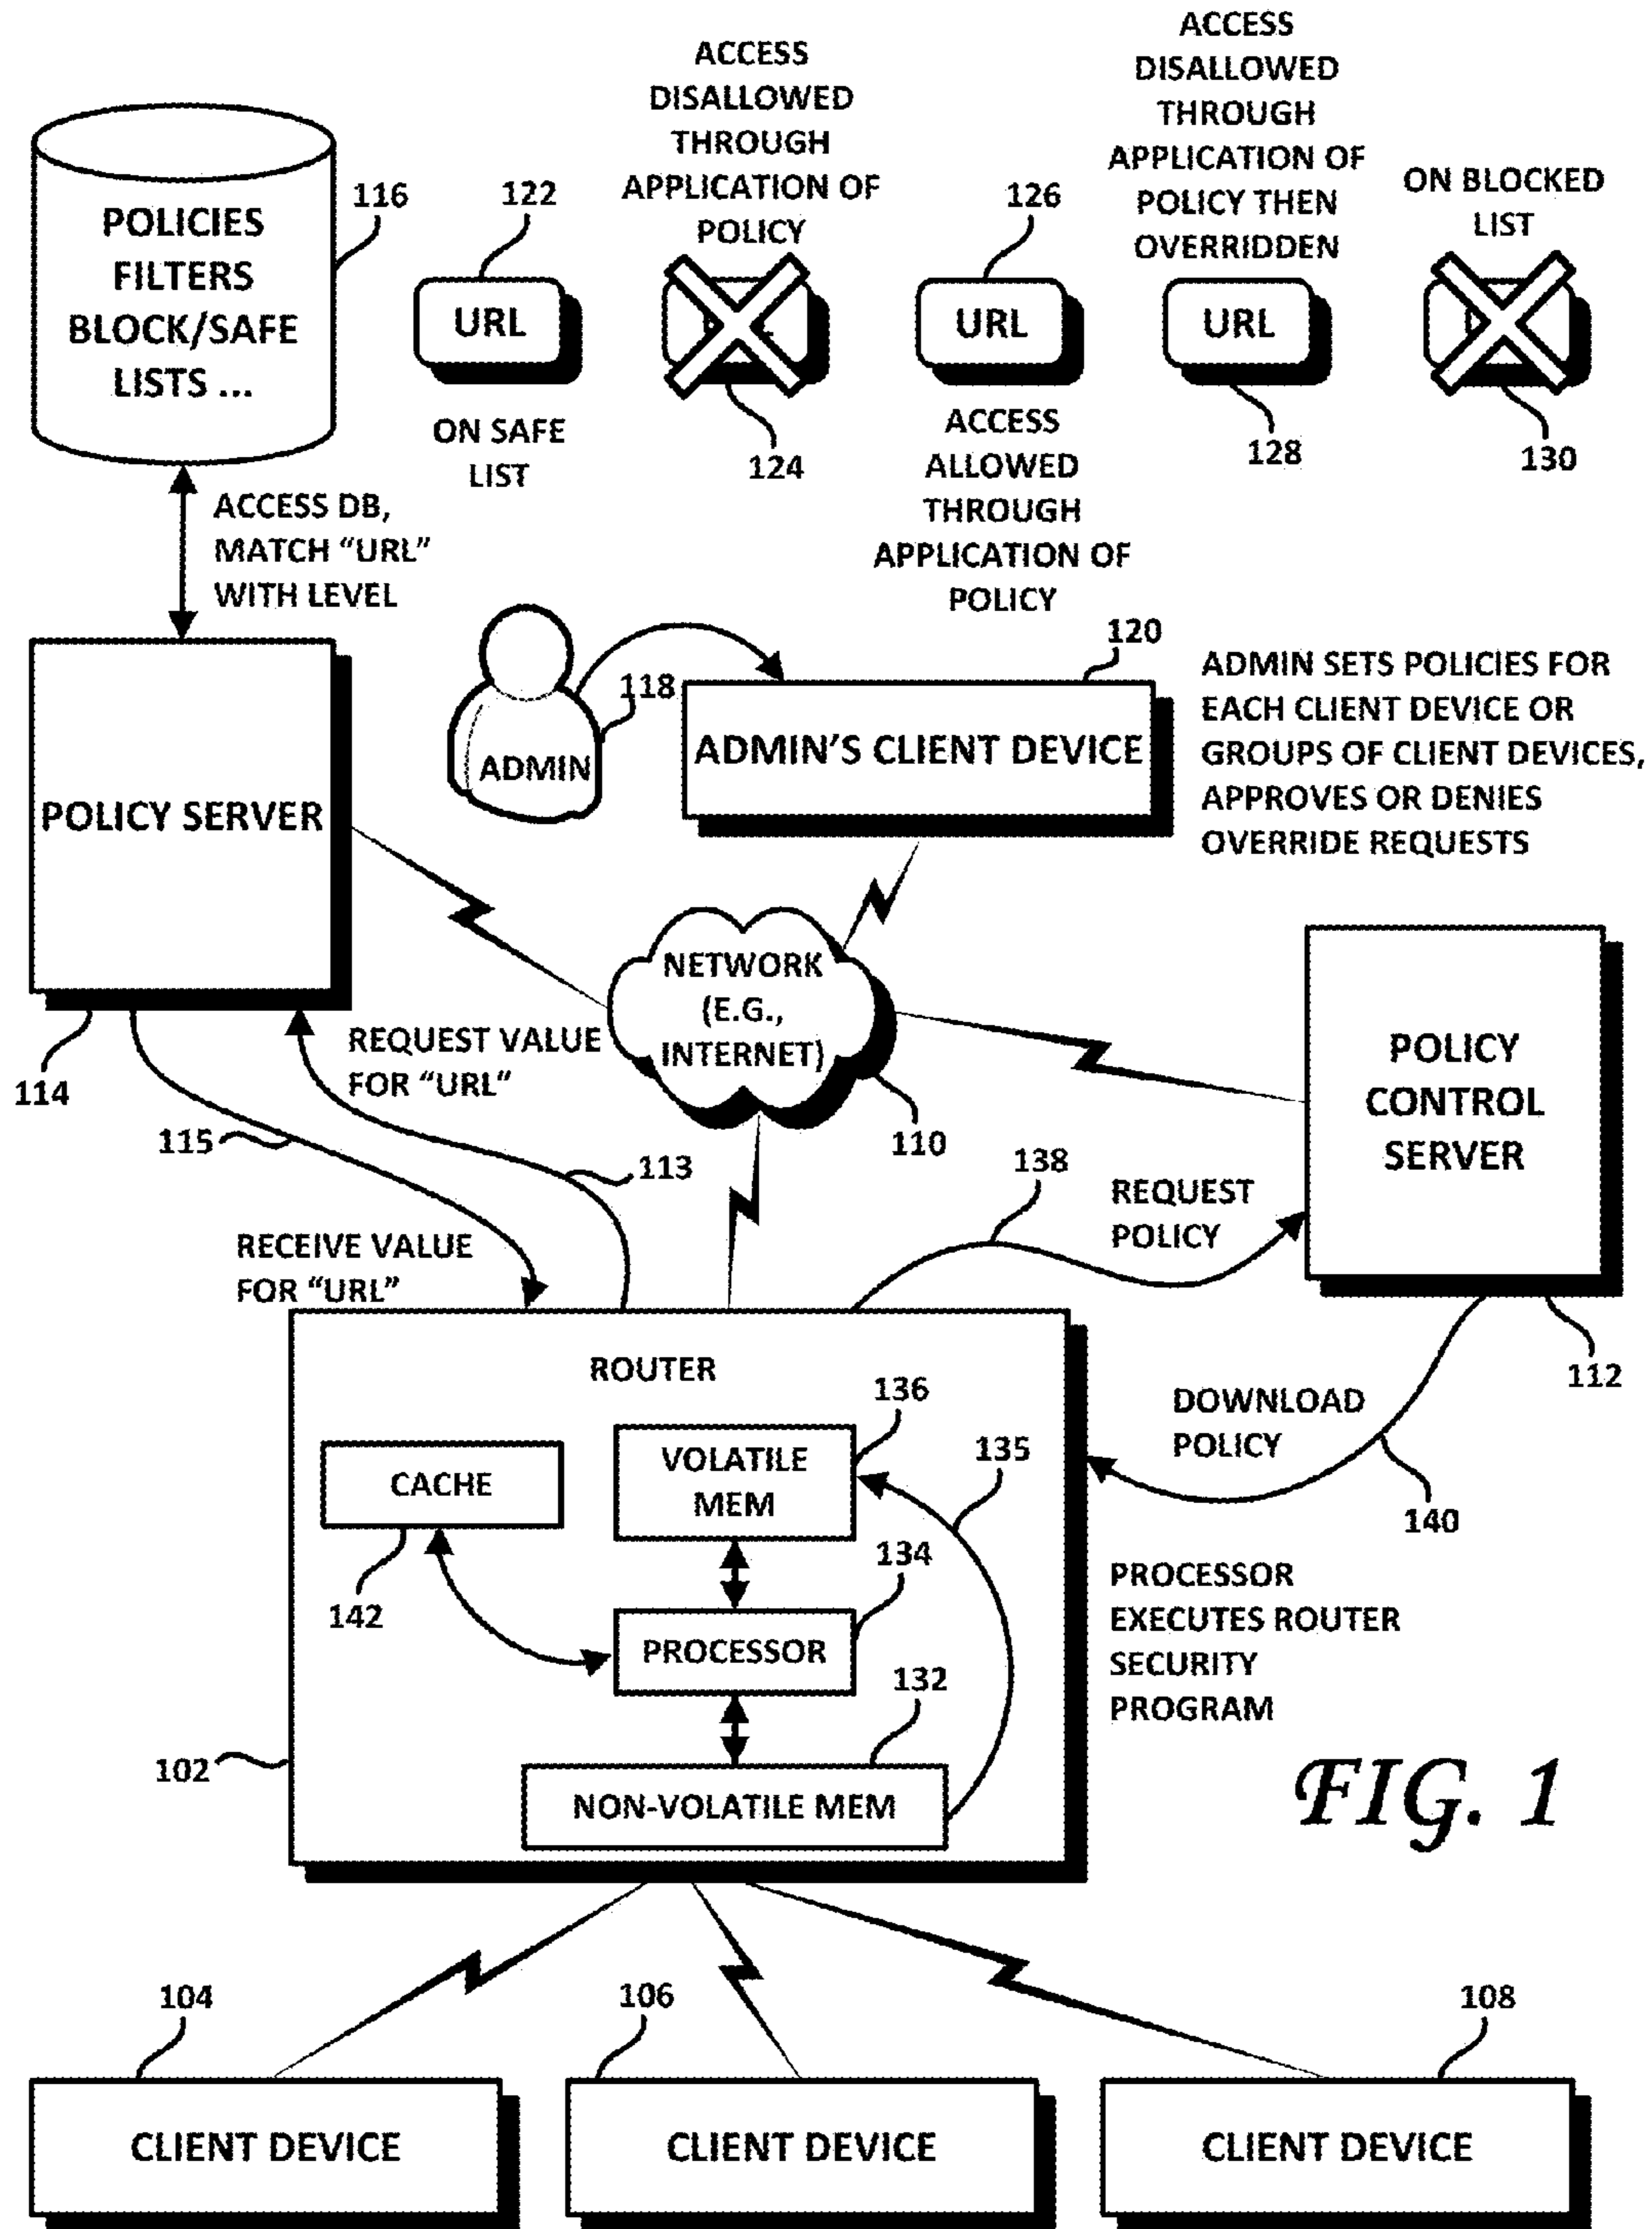 ACCESS
DISALLOWED
THROUGH
APPLICATION OF
POLICY
ACCESS
DISALLOWED
THROUGH
APPLICATION OF
POLICY THEN
OVERRIDDEN
ON BLOCKED
LIST
116
122
126
POLICIES
FILTERS
BLOCK/SAFE
LISTS ...
URL
URL
URL
ON SAFE
LIST
124
ACCESS
ALLOWED
THROUGH
APPLICATION OF
POLICY
128
130
ACCESS DB,
MATCH “URL”
WITH LEVEL
120
118
ADMIN
ADMIN’S CLIENT DEVICE
ADMIN SETS POLICIES FOR
EACH CLIENT DEVICE OR
GROUPS OF CLIENT DEVICES,
APPROVES OR DENIES
OVERRIDE REQUESTS
POLICY SERVER
NETWORK
(E.G.,
INTERNET)
POLICY
CONTROL
SERVER
114
REQUEST VALUE
FOR “URL”
115
113
110
138
REQUEST
POLICY
RECEIVE VALUE
FOR “URL”
112
ROUTER
136
DOWNLOAD
POLICY
CACHE
VOLATILE
MEM
135
140
134
142
PROCESSOR
132
PROCESSOR
EXECUTES ROUTER
SECURITY
PROGRAM
102
NON-VOLATILE MEM
FIG. 1
104
106
108
CLIENT DEVICE
CLIENT DEVICE
CLIENT DEVICE